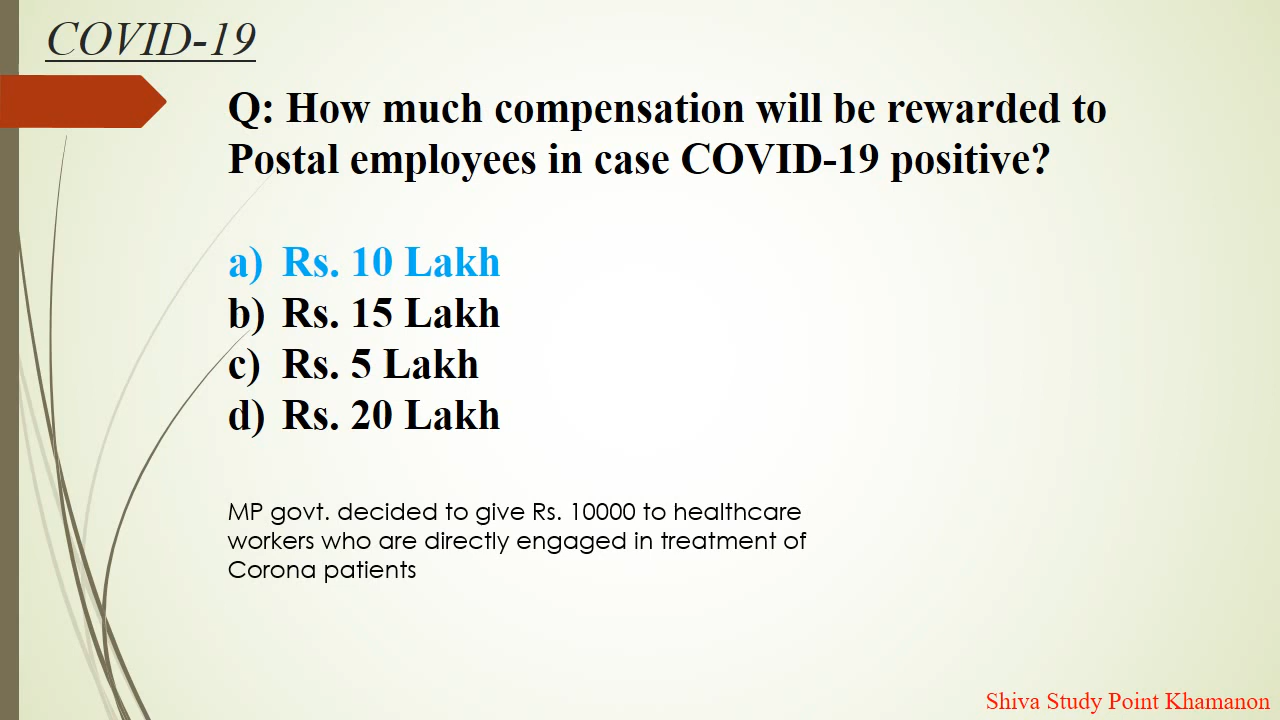 COVID-19
Q: How much compensation will be rewarded to
Postal employees in case COVID-19 positive?
a) Rs. 10 Lakh
b) Rs. 15 Lakh
c) Rs. 5 Lakh
d) Rs. 20 Lakh
MP govt. decided to give Rs. 10000 to healthcare
workers who are directly engaged in treatment of
Corona patients
Shiva Study Point Khamanon